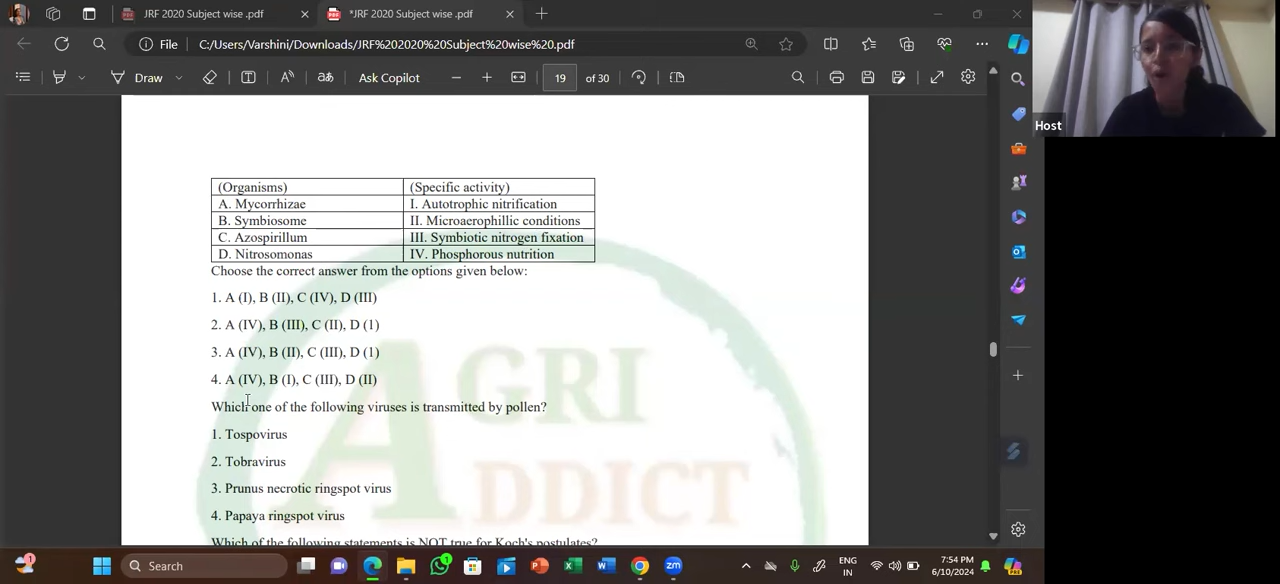 JRF 2020 Subject wise .pdf
*JRF 2020 Subject wise .pdf
File
C:/Users/Varshini/Downloads/JRF%202020%20Subject%20wise%20.pdf
Draw
aあ
Ask Copilot
19 of 30
Host
(Organisms) (Specific activity)
A. Mycorrhizae I. Autotrophic nitrification
B. Symbiosome II. Microaerophillic conditions
C. Azospirillum III. Symbiotic nitrogen fixation
D. Nitrosomonas IV. Phosphorous nutrition
Choose the correct answer from the options given below:
1. A (I), B (II), C (IV), D (III)
2. A (IV), B (III), C (II), D (1)
3. A (IV), B (II), C (III), D (1)
4. A (IV), B (I), C (III), D (II)
Which one of the following viruses is transmitted by pollen?
1. Tospovirus
2. Tobravirus
3. Prunus necrotic ringspot virus
4. Papaya ringspot virus
Which of the following statements is NOT true for Koch's postulates?
AGRI
ADDICT
Search
ENG
IN
7:54 PM
6/10/2024